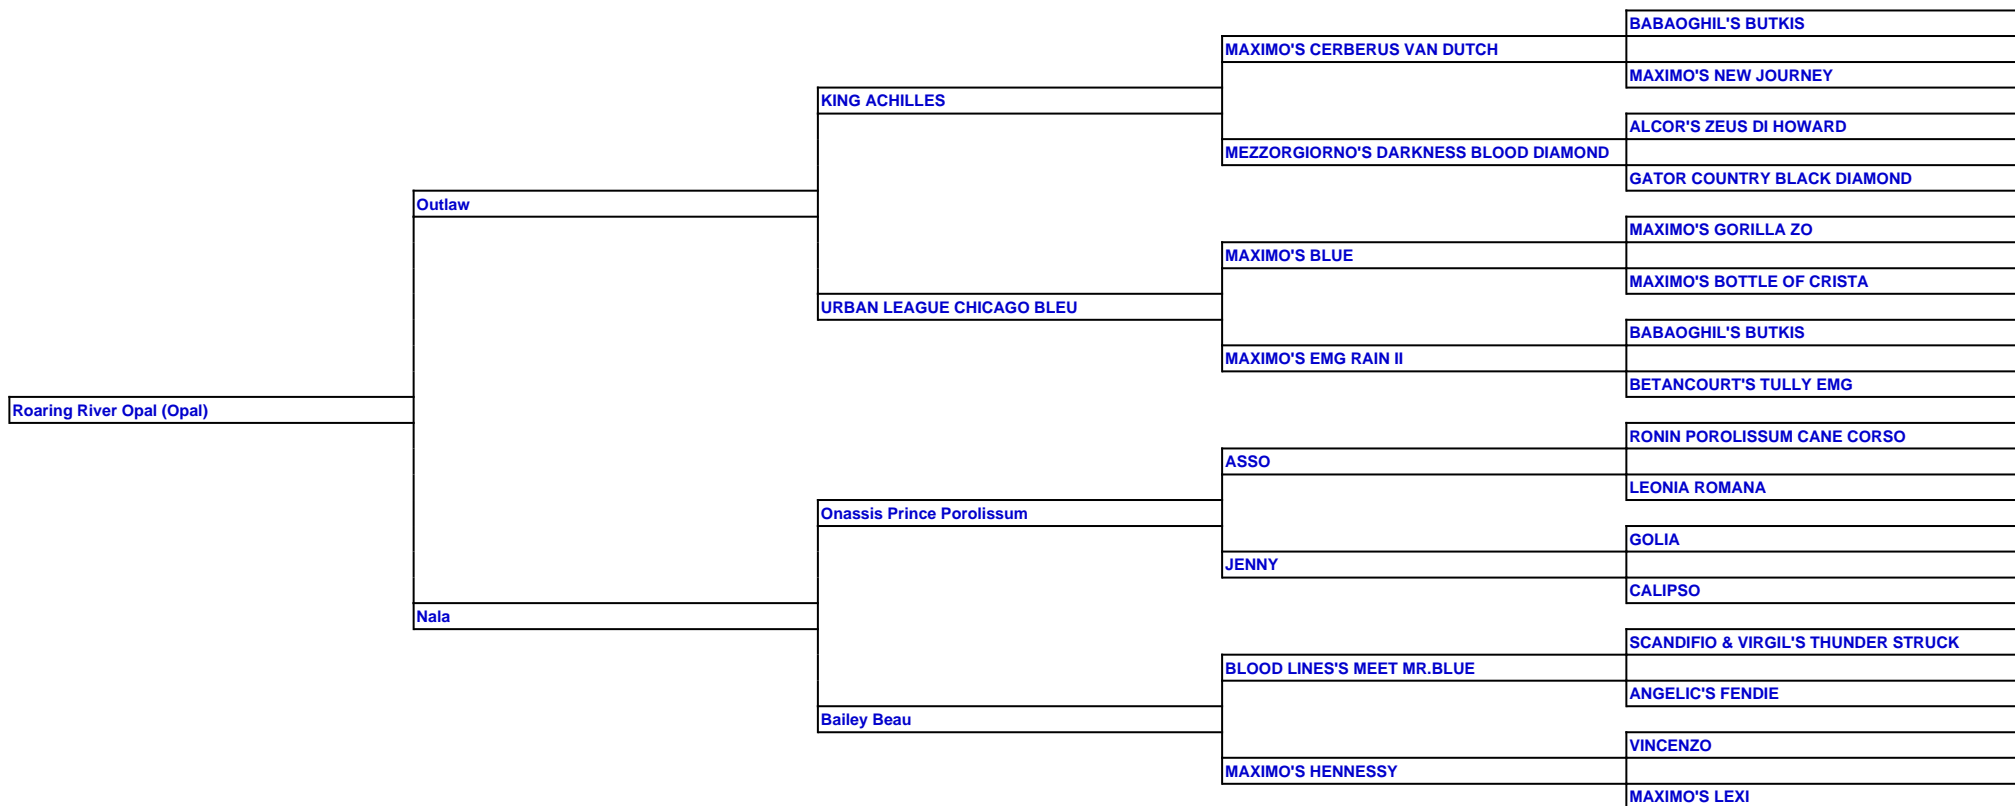 BABAOGHIL'S BUTKIS
MAXIMO'S CERBERUS VAN DUTCH
MAXIMO'S NEW JOURNEY
KING ACHILLES
ALCOR'S ZEUS DI HOWARD
MEZZORGIORNO'S DARKNESS BLOOD DIAMOND
GATOR COUNTRY BLACK DIAMOND
Outlaw
MAXIMO'S GORILLA ZO
MAXIMO'S BLUE
MAXIMO'S BOTTLE OF CRISTA
URBAN LEAGUE CHICAGO BLEU
BABAOGHIL'S BUTKIS
MAXIMO'S EMG RAIN II
BETANCOURT'S TULLY EMG
Roaring River Opal (Opal)
RONIN POROLISSUM CANE CORSO
ASSO
LEONIA ROMANA
Onassis Prince Porolissum
GOLIA
JENNY
CALIPSO
Nala
SCANDIFIO & VIRGIL'S THUNDER STRUCK
BLOOD LINES'S MEET MR.BLUE
ANGELIC'S FENDIE
Bailey Beau
VINCENZO
MAXIMO'S HENNESSY
MAXIMO'S LEXI